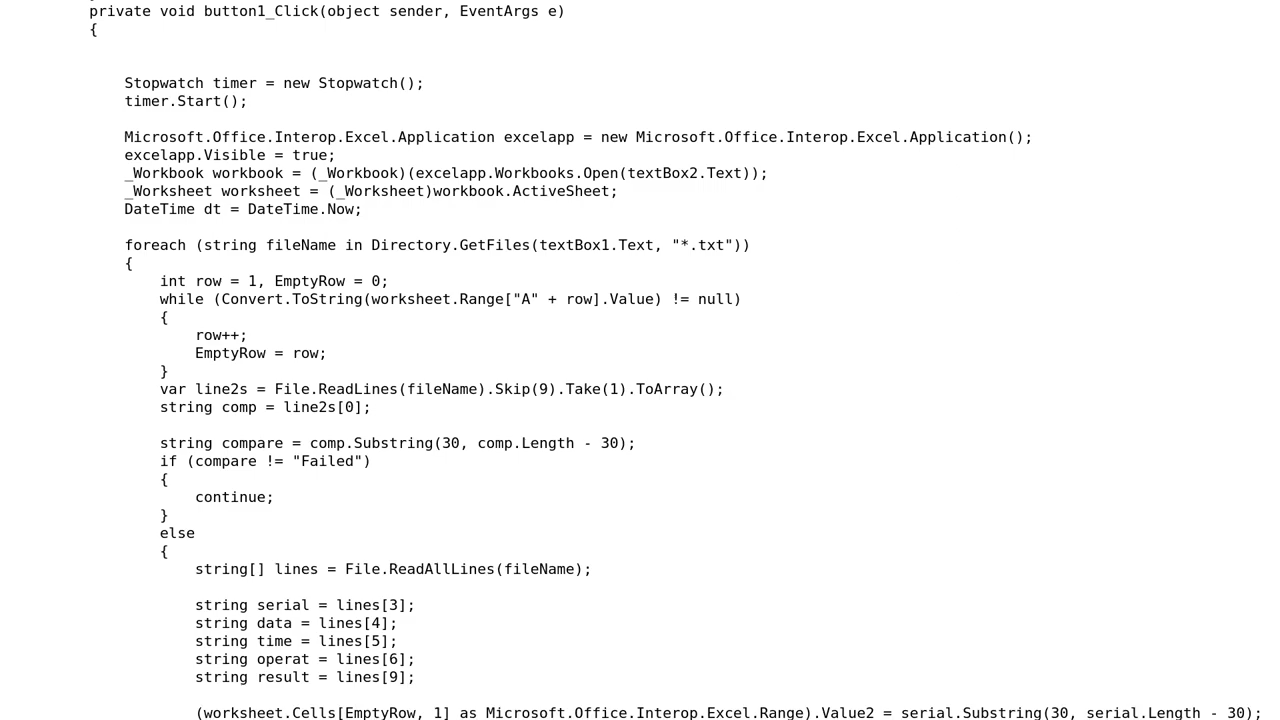 private void button1_Click(object sender, EventArgs e)
{
Stopwatch timer = new Stopwatch();
timer.Start();
Microsoft.Office.Interop.Excel.Application excelapp = new Microsoft.Office.Interop.Excel.Application();
excelapp.Visible = true;
_Workbook workbook = (_Workbook)(excelapp.Workbooks.Open(textBox2.Text));
_Worksheet worksheet = (_Worksheet)workbook.ActiveSheet;
DateTime dt = DateTime.Now;
foreach (string fileName in Directory.GetFiles(textBox1.Text, "*.txt"))
{
int row = 1, EmptyRow = 0;
while (Convert.ToString(worksheet.Range["A" + row].Value) != null)
{
row++;
EmptyRow = row;
}
var line2s = File.ReadLines(fileName).Skip(9).Take(1).ToArray();
string comp = line2s[0];
string compare = comp.Substring(30, comp.Length - 30);
if (compare != "Failed")
{
continue;
}
else
{
string[] lines = File.ReadAllLines(fileName);
string serial = lines[3];
string data = lines[4];
string time = lines[5];
string operat = lines[6];
string result = lines[9];
(worksheet.Cells[EmptyRow, 1] as Microsoft.Office.Interop.Excel.Range).Value2 = serial.Substring(30, serial.Length - 30);